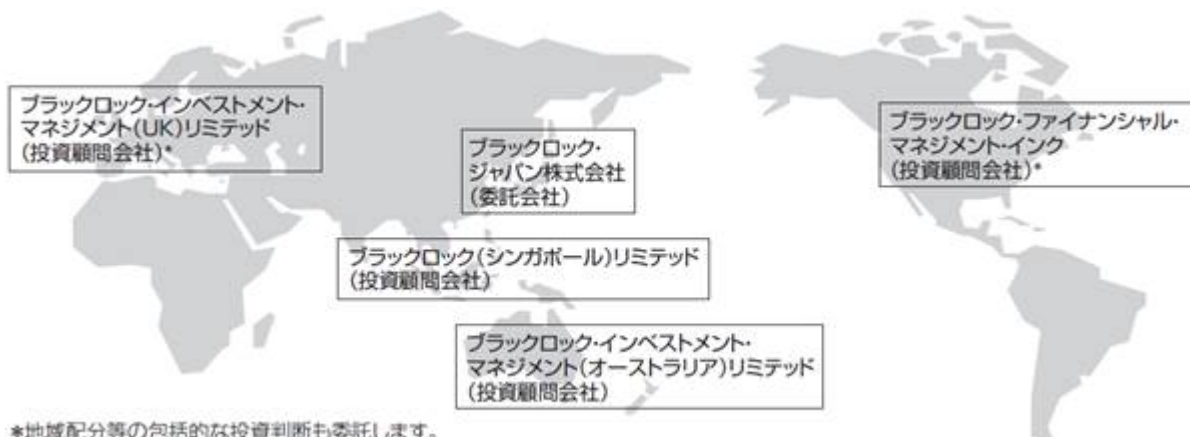 ブラックロック・インベストメント・
マネジメント(UK)リミテッド
(投資顧問会社)*
ブラックロック・
ジャパン株式会社
(委託会社)
ブラックロック・ファイナンシャル・
マネジメント・インク
(投資顧問会社)*
ブラックロック(シンガポール)リミテッド
(投資顧問会社)
ブラックロック・インベストメント・
マネジメント(オーストラリア)リミテッド
(投資顧問会社)
*地域配分等の包括的な投資判断も委託します。